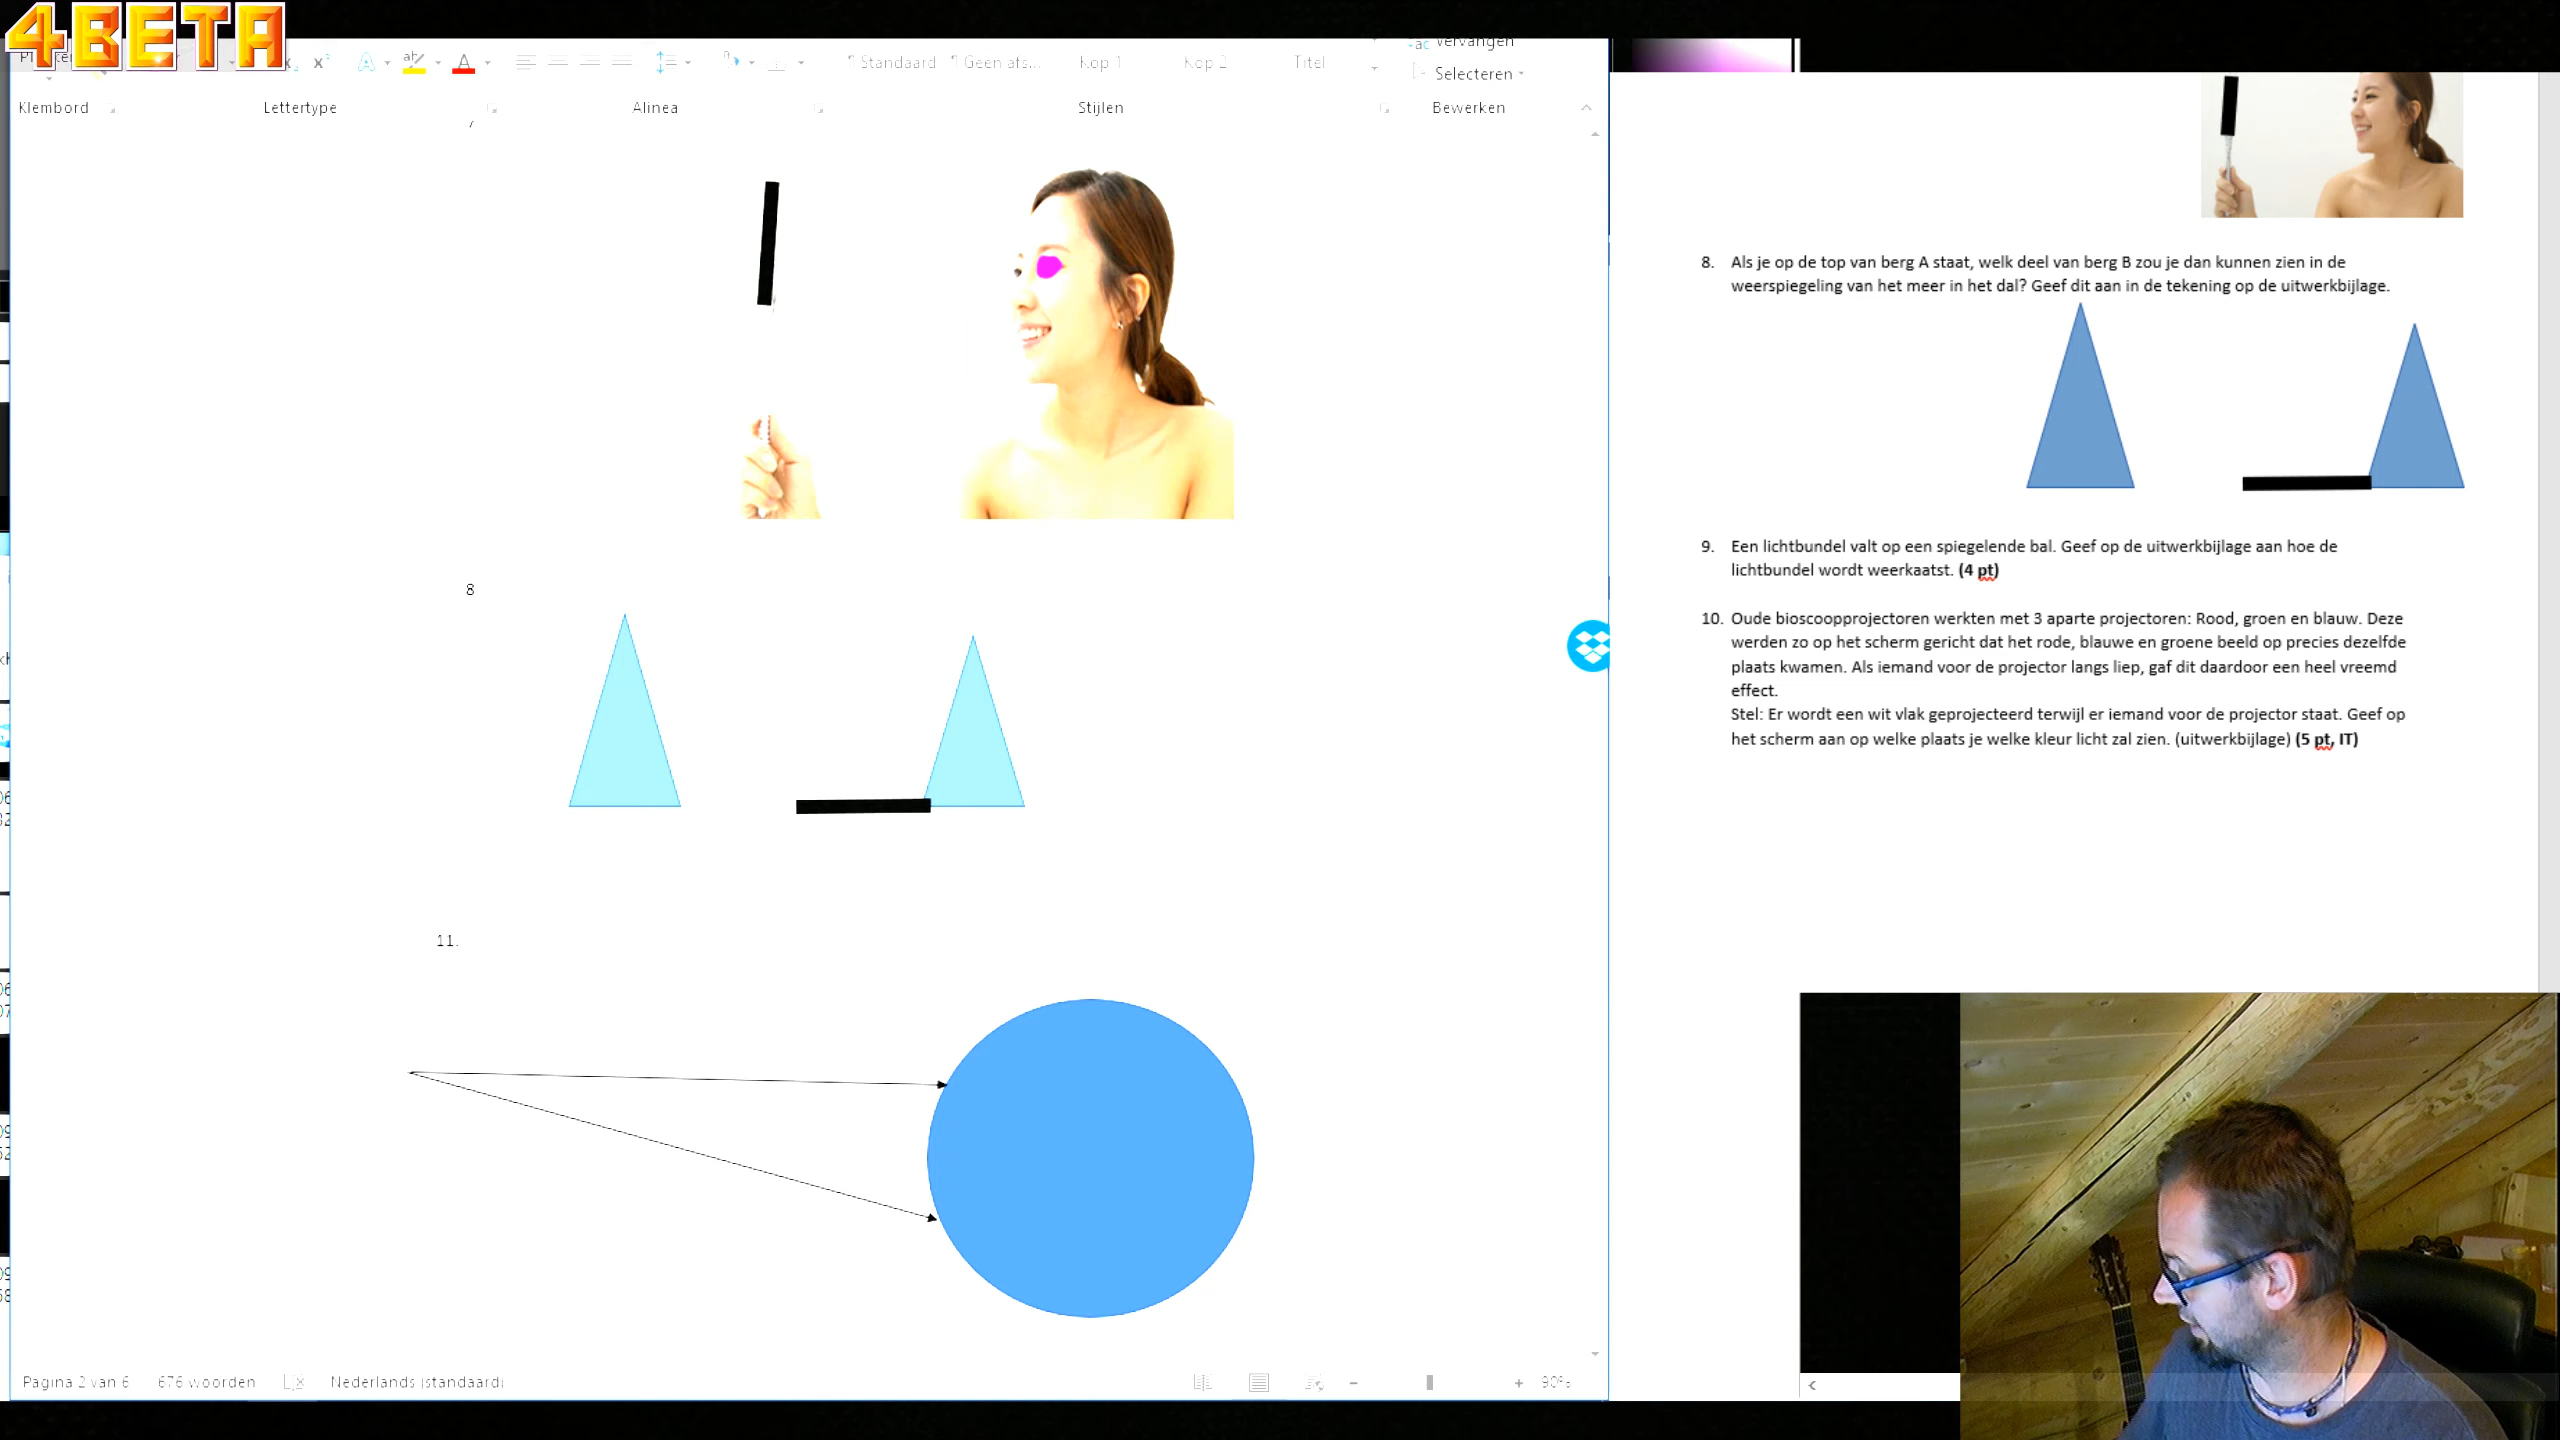 4BETA
Vervangen
x²
A
A
Standaard
Geen afs...
Kop 1
Kop 2
Titel
Selecteren
Klembord
Lettertype
Alinea
Stijlen
Bewerken
8
11.
Pagina 2 van 6
676 woorden
Nederlands (standaard)
90%
8. Als je op de top van berg A staat, welk deel van berg B zou je dan kunnen zien in de
weerspiegeling van het meer in het dal? Geef dit aan in de tekening op de uitwerkbijlage.
9. Een lichtbundel valt op een spiegelende bal. Geef op de uitwerkbijlage aan hoe de
lichtbundel wordt weerkaatst. (4 pt)
10. Oude bioscoopprojectoren werkten met 3 aparte projectoren: Rood, groen en blauw. Deze
werden zo op het scherm gericht dat het rode, blauwe en groene beeld op precies dezelfde
plaats kwamen. Als iemand voor de projector langs liep, gaf dit daardoor een heel vreemd
effect.
Stel: Er wordt een wit vlak geprojecteerd terwijl er iemand voor de projector staat. Geef op
het scherm aan op welke plaats je welke kleur licht zal zien. (uitwerkbijlage) (5 pt, IT)